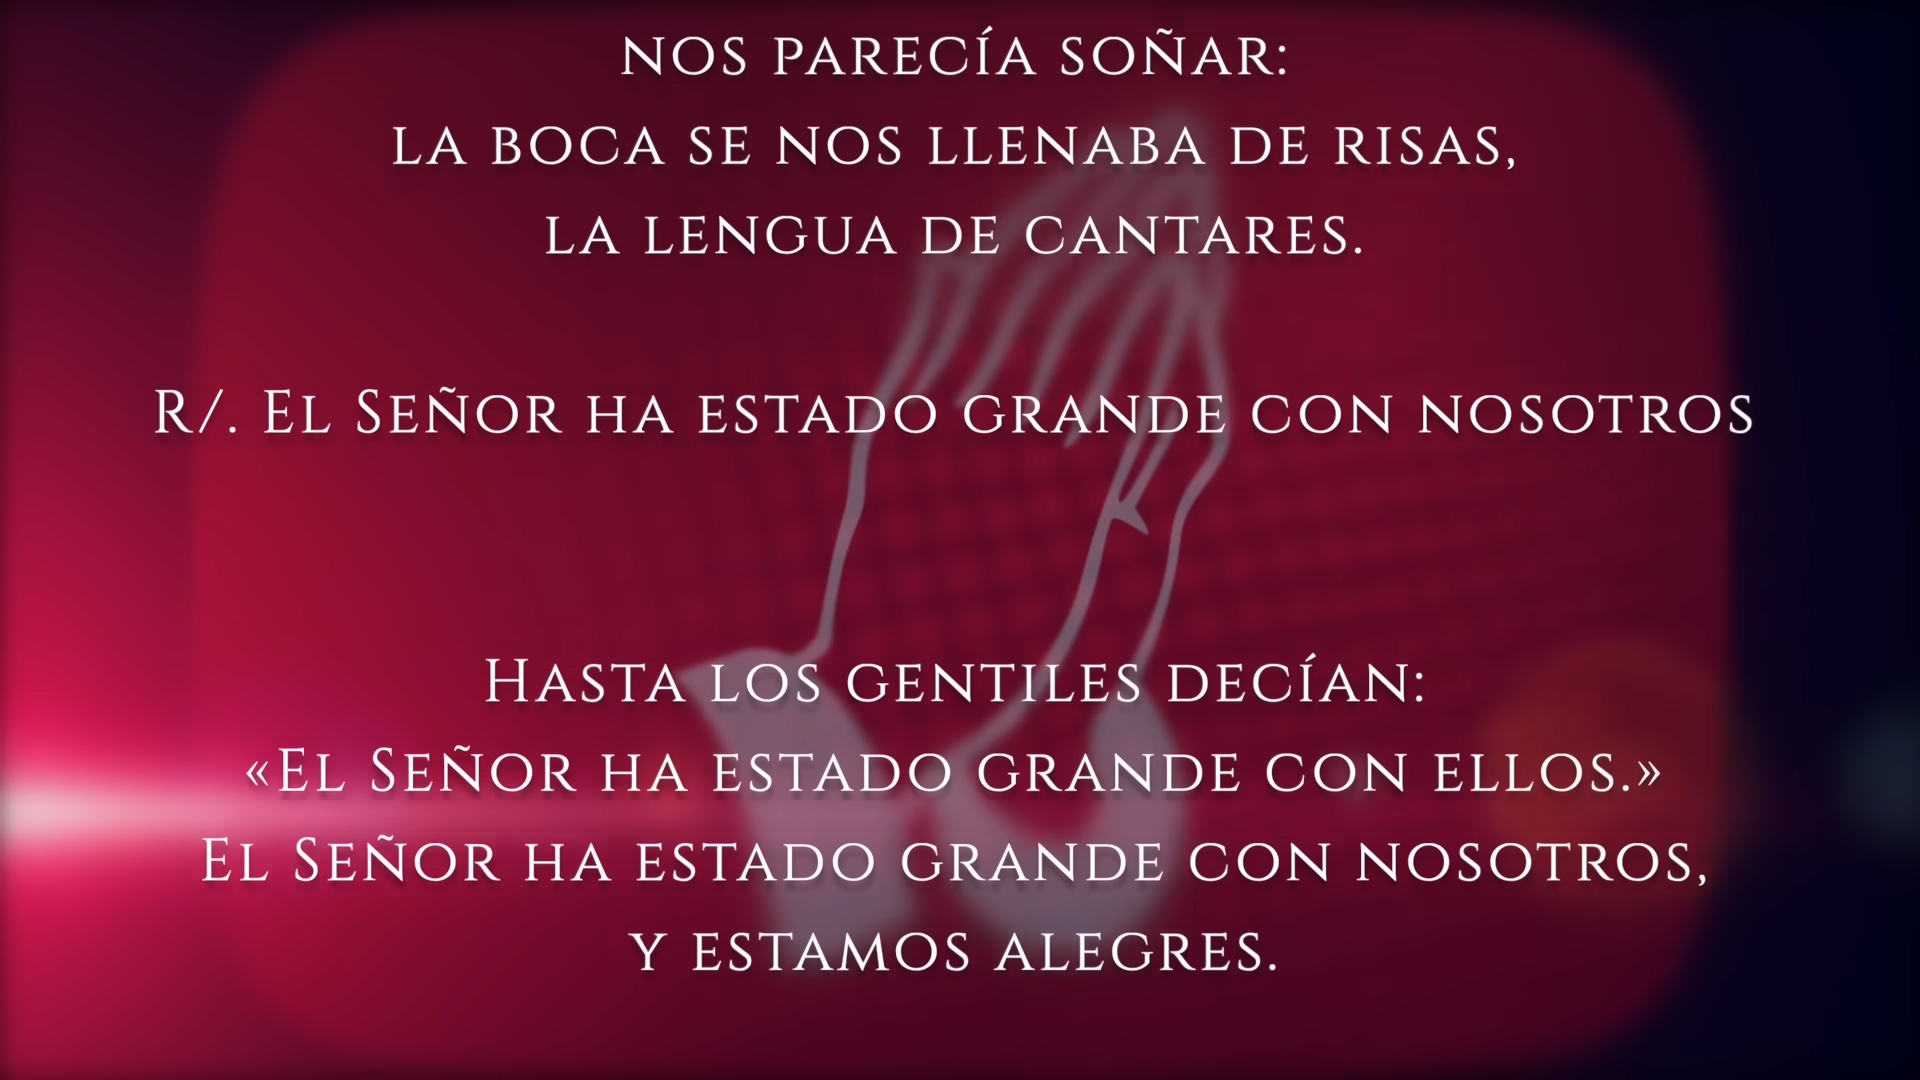 nos parecía soñar:
la boca se nos llenaba de risas,
la lengua de cantares.
R/. El Señor ha estado grande con nosotros
Hasta los gentiles decían:
«El Señor ha estado grande con ellos.»
El Señor ha estado grande con nosotros,
y estamos alegres.